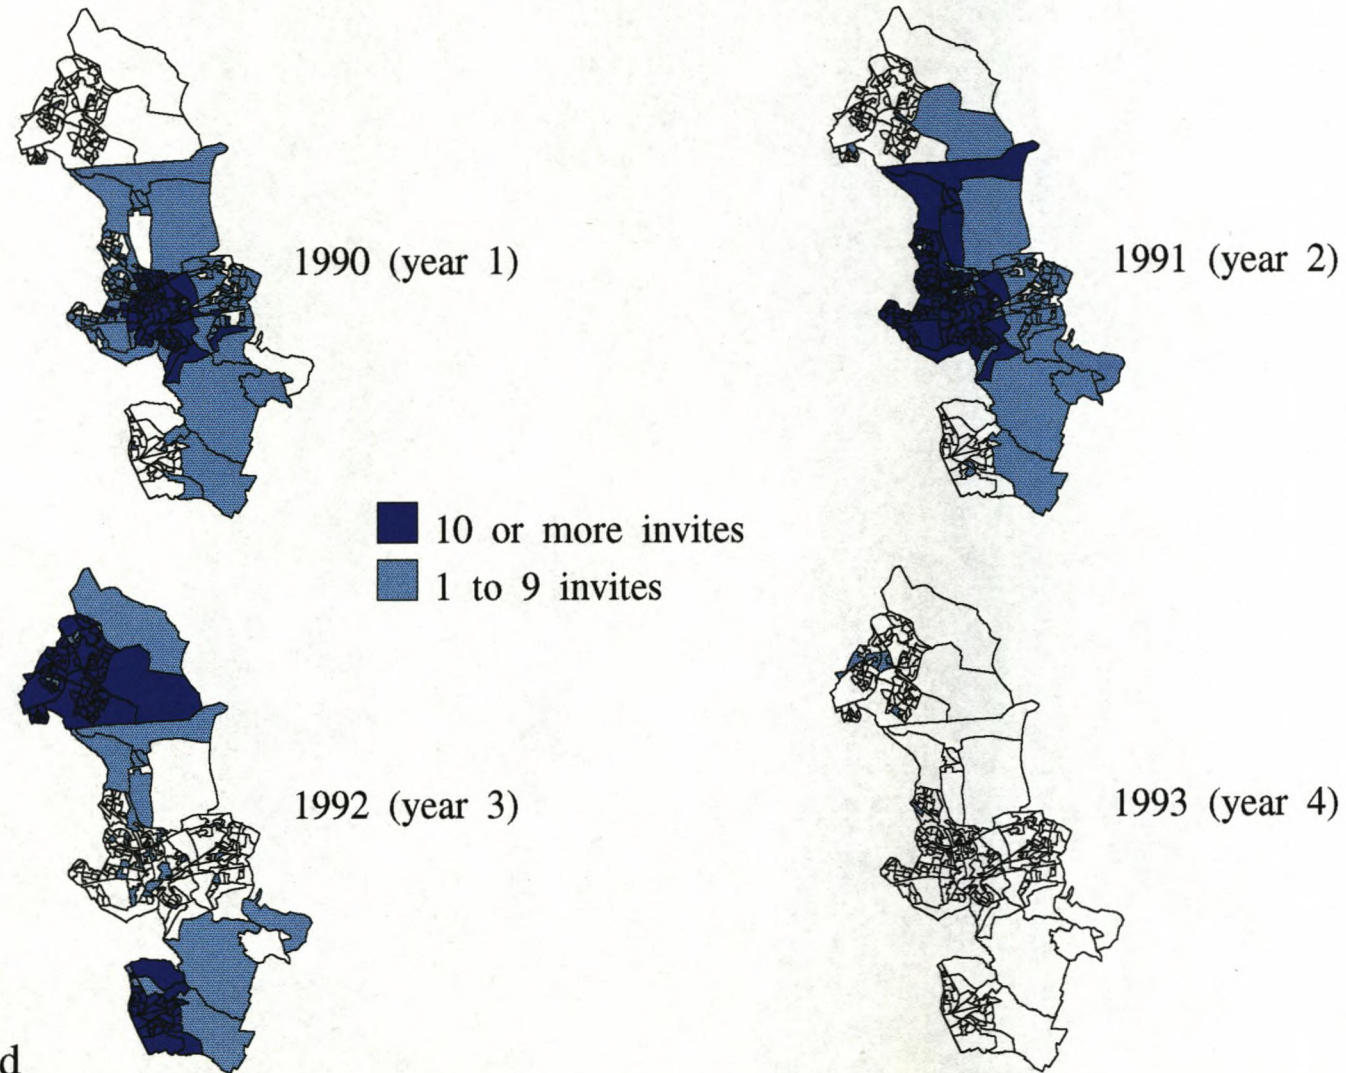 1990 (year 1)
1991 (year 2)
10 or more invites
1 to 9 invites
1992 (year 3)
1993 (year 4)
d